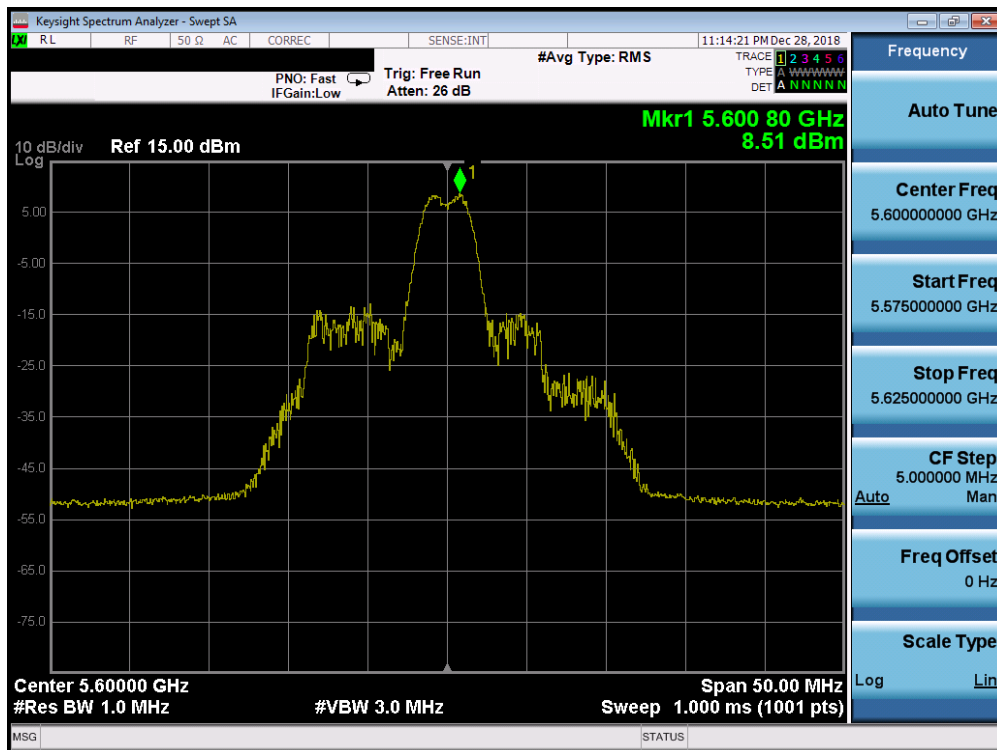 Keysight Spectrum Analyzer - Swept SA
LXI RL RF 50 Ω AC CORREC SENSE:INT 11:14:21 PM Dec 28, 2018
#Avg Type: RMS
TRACE 1 2 3 4 5 6
TYPE A WWWWW
DET A N N N N N
PNO: Fast
IFGain:Low
Trig: Free Run
Atten: 26 dB
Mkr1 5.600 80 GHz
8.51 dBm
10 dB/div Ref 15.00 dBm
Log
1
5.00
-5.00
-15.0
-25.0
-35.0
-45.0
-55.0
-65.0
-75.0
Center 5.60000 GHz Span 50.00 MHz
#Res BW 1.0 MHz #VBW 3.0 MHz Sweep 1.000 ms (1001 pts)
MSG STATUS
Frequency
Auto Tune
Center Freq
5.600000000 GHz
Start Freq
5.575000000 GHz
Stop Freq
5.625000000 GHz
CF Step
5.000000 MHz
Auto Man
Freq Offset
0 Hz
Scale Type
Log Lin